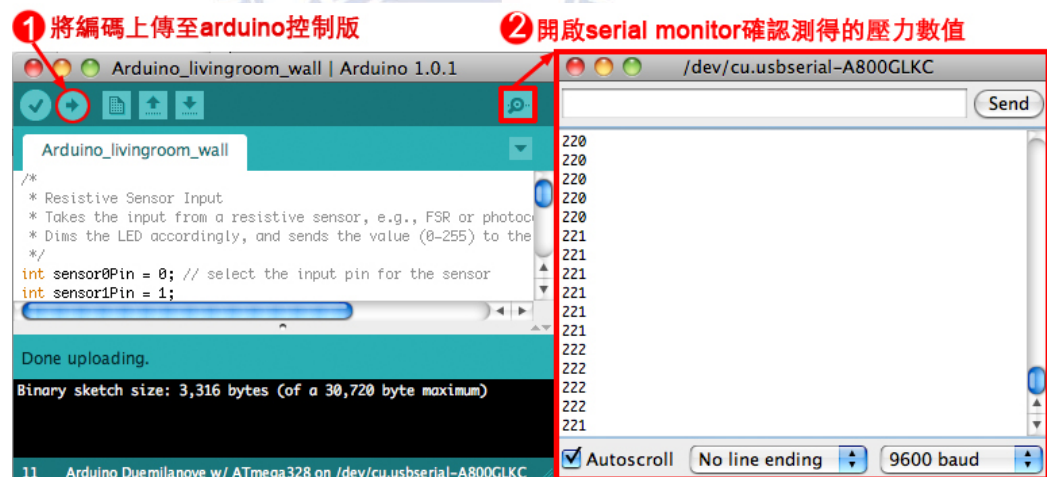 1 將編碼上傳至arduino控制版
2 開啟serial monitor確認測得的壓力數值
Arduino_livingroom_wall | Arduino 1.0.1
Arduino_livingroom_wall
/*
* Resistive Sensor Input
* Takes the input from a resistive sensor, e.g., FSR or photoc
* Dims the LED accordingly, and sends the value (0-255) to the
*/
int sensor0Pin = 0; // select the input pin for the sensor
int sensor1Pin = 1;
Done uploading.
Binary sketch size: 3,316 bytes (of a 30,720 byte maximum)
11 Arduino Duemilanove w/ ATmega328 on /dev/cu.usbserial-A800GLKC
/dev/cu.usbserial-A800GLKC
Send
220
220
220
220
220
221
221
221
221
221
221
222
222
222
222
221
Autoscroll
No line ending
9600 baud